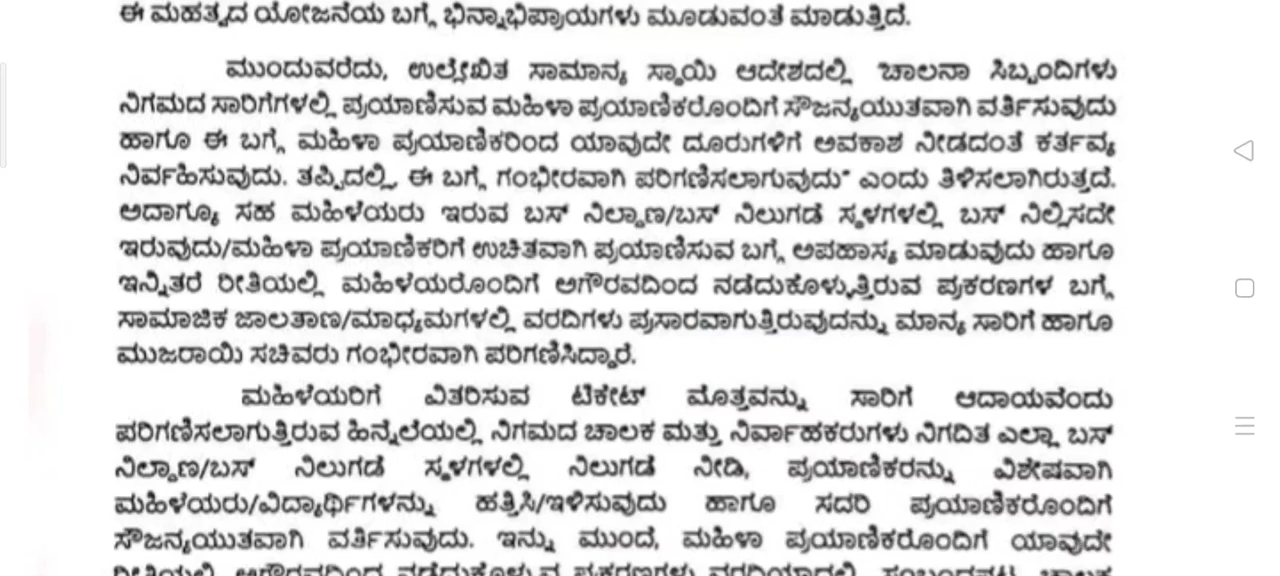 ಈ ಮಹತ್ವದ ಯೋಜನೆಯ ಬಗ್ಗೆ ಭಿನ್ನಾಭಿಪ್ರಾಯಗಳು ಮೂಡುವಂತೆ ಮಾಡುತ್ತಿದೆ.
ಮುಂದುವರೆದು, ಉಲ್ಲೇಖಿತ ಸಾಮಾನ್ಯ ಸ್ಥಾಯಿ ಆದೇಶದಲ್ಲಿ "ಚಾಲನಾ ಸಿಬ್ಬಂದಿಗಳು
ನಿಗಮದ ಸಾರಿಗೆಗಳಲ್ಲಿ ಪ್ರಯಾಣಿಸುವ ಮಹಿಳಾ ಪ್ರಯಾಣಿಕರೊಂದಿಗೆ ಸೌಜನ್ಯಯುತವಾಗಿ ವರ್ತಿಸುವುದು
ಹಾಗೂ ಈ ಬಗ್ಗೆ ಮಹಿಳಾ ಪ್ರಯಾಣಿಕರಿಂದ ಯಾವುದೇ ದೂರುಗಳಿಗೆ ಅವಕಾಶ ನೀಡದಂತೆ ಕರ್ತವ್ಯ
ನಿರ್ವಹಿಸುವುದು. ತಪ್ಪಿದಲ್ಲಿ, ಈ ಬಗ್ಗೆ ಗಂಭೀರವಾಗಿ ಪರಿಗಣಿಸಲಾಗುವುದು" ಎಂದು ತಿಳಿಸಲಾಗಿರುತ್ತದೆ.
ಅದಾಗ್ಯೂ ಸಹ ಮಹಿಳೆಯರು ಇರುವ ಬಸ್ ನಿಲ್ದಾಣ/ಬಸ್ ನಿಲುಗಡೆ ಸ್ಥಳಗಳಲ್ಲಿ ಬಸ್ ನಿಲ್ಲಿಸದೇ
ಇರುವುದು/ಮಹಿಳಾ ಪ್ರಯಾಣಿಕರಿಗೆ ಉಚಿತವಾಗಿ ಪ್ರಯಾಣಿಸುವ ಬಗ್ಗೆ ಅಪಹಾಸ್ಯ ಮಾಡುವುದು ಹಾಗೂ
ಇನ್ನಿತರೆ ರೀತಿಯಲ್ಲಿ ಮಹಿಳೆಯರೊಂದಿಗೆ ಅಗೌರವದಿಂದ ನಡೆದುಕೊಳ್ಳುತ್ತಿರುವ ಪ್ರಕರಣಗಳ ಬಗ್ಗೆ
ಸಾಮಾಜಿಕ ಜಾಲತಾಣ/ಮಾಧ್ಯಮಗಳಲ್ಲಿ ವರದಿಗಳು ಪ್ರಸಾರವಾಗುತ್ತಿರುವುದನ್ನು ಮಾನ್ಯ ಸಾರಿಗೆ ಹಾಗೂ
ಮುಜರಾಯಿ ಸಚಿವರು ಗಂಭೀರವಾಗಿ ಪರಿಗಣಿಸಿದ್ದಾರೆ.
ಮಹಿಳೆಯರಿಗೆ ವಿತರಿಸುವ ಟಿಕೇಟ್ ಮೊತ್ತವನ್ನು ಸಾರಿಗೆ ಆದಾಯವೆಂದು
ಪರಿಗಣಿಸಲಾಗುತ್ತಿರುವ ಹಿನ್ನೆಲೆಯಲ್ಲಿ ನಿಗಮದ ಚಾಲಕ ಮತ್ತು ನಿರ್ವಾಹಕರುಗಳು ನಿಗದಿತ ಎಲ್ಲಾ ಬಸ್
ನಿಲ್ದಾಣ/ಬಸ್ ನಿಲುಗಡೆ ಸ್ಥಳಗಳಲ್ಲಿ ನಿಲುಗಡೆ ನೀಡಿ, ಪ್ರಯಾಣಿಕರನ್ನು ವಿಶೇಷವಾಗಿ
ಮಹಿಳೆಯರು/ವಿದ್ಯಾರ್ಥಿಗಳನ್ನು ಹತ್ತಿಸಿ/ಇಳಿಸುವುದು ಹಾಗೂ ಸದರಿ ಪ್ರಯಾಣಿಕರೊಂದಿಗೆ
ಸೌಜನ್ಯಯುತವಾಗಿ ವರ್ತಿಸುವುದು. ಇನ್ನು ಮುಂದೆ, ಮಹಿಳಾ ಪ್ರಯಾಣಿಕರೊಂದಿಗೆ ಯಾವುದೇ